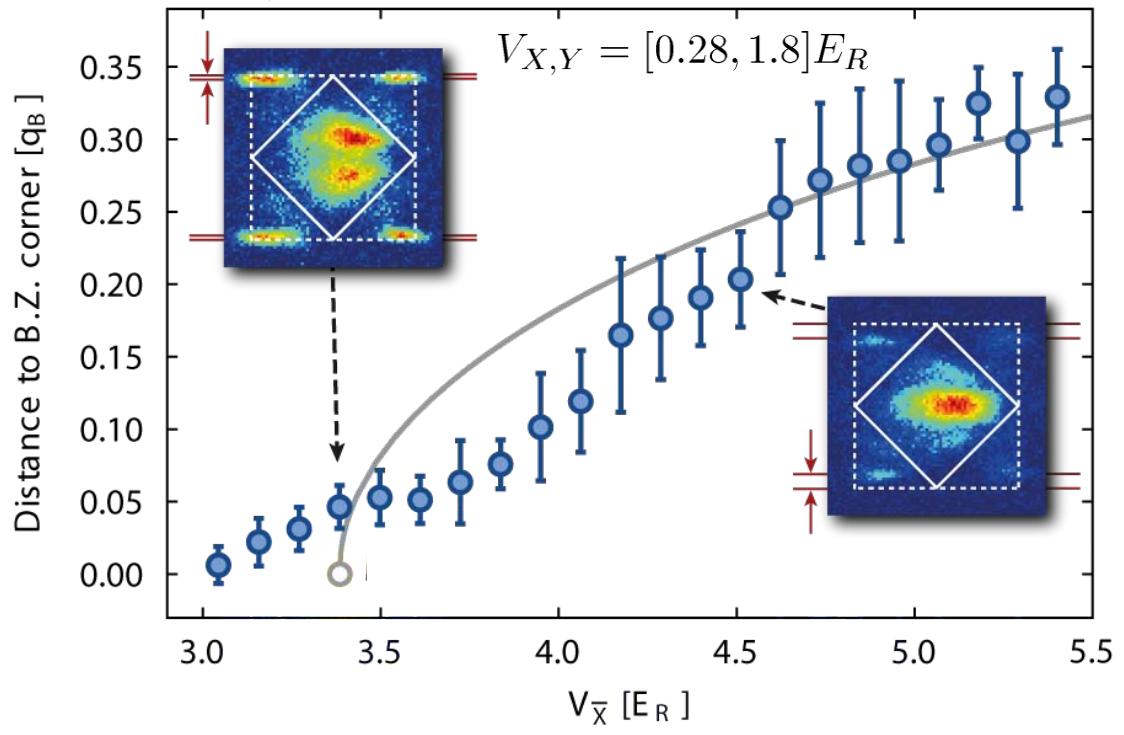 V_{X,Y} = [0.28, 1.8]E_R
Distance to B.Z. corner [q_B]
0.35
0.30
0.25
0.20
0.15
0.10
0.05
0.00
3.0 3.5 4.0 4.5 5.0 5.5
V_{X̅} [E_R]